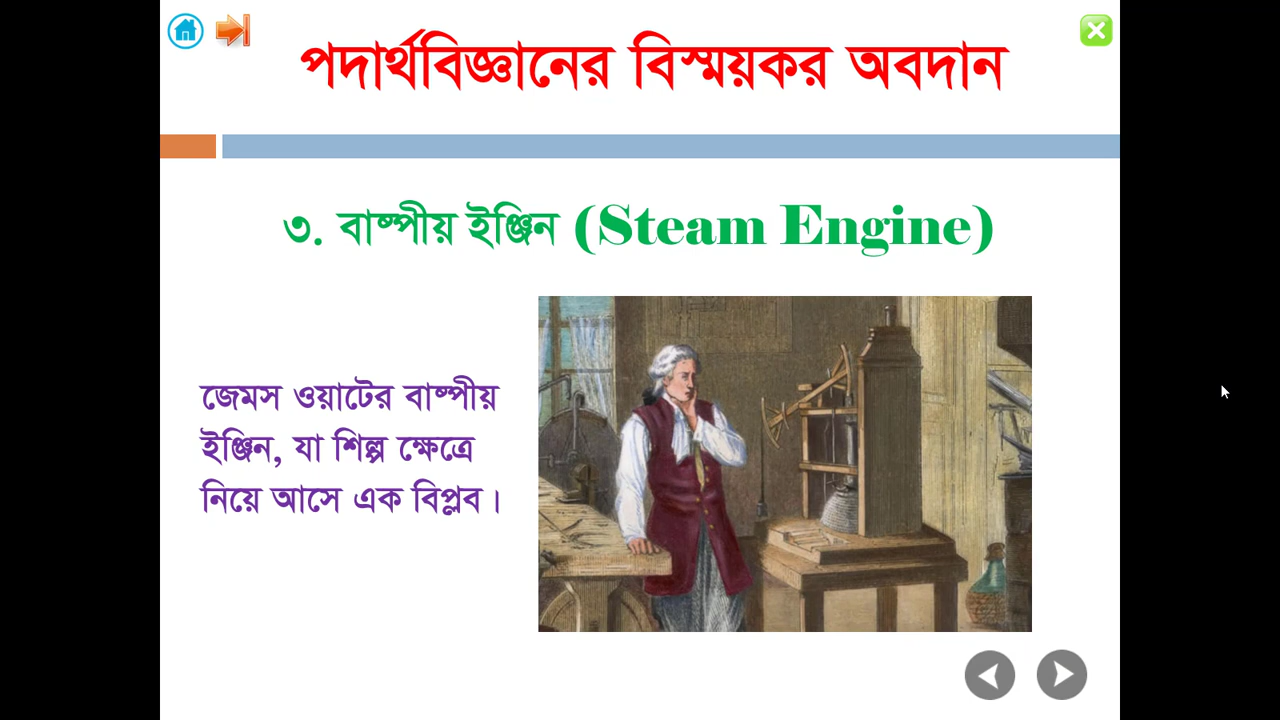 পদার্থবিজ্ঞানের বিস্ময়কর অবদান
৩. বাষ্পীয় ইঞ্জিন (Steam Engine)
জেমস ওয়াটের বাষ্পীয়
ইঞ্জিন, যা শিল্প ক্ষেত্রে
নিয়ে আসে এক বিপ্লব।